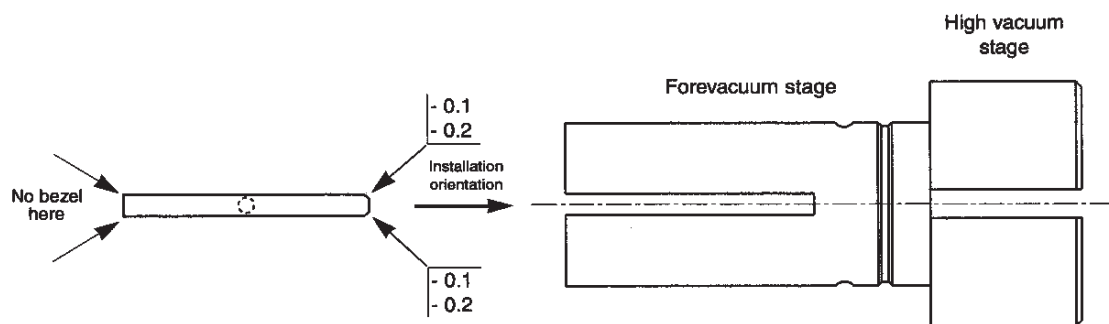 High vacuum
stage
Forevacuum stage
- 0.1
- 0.2
Installation
orientation
No bezel
here
- 0.1
- 0.2